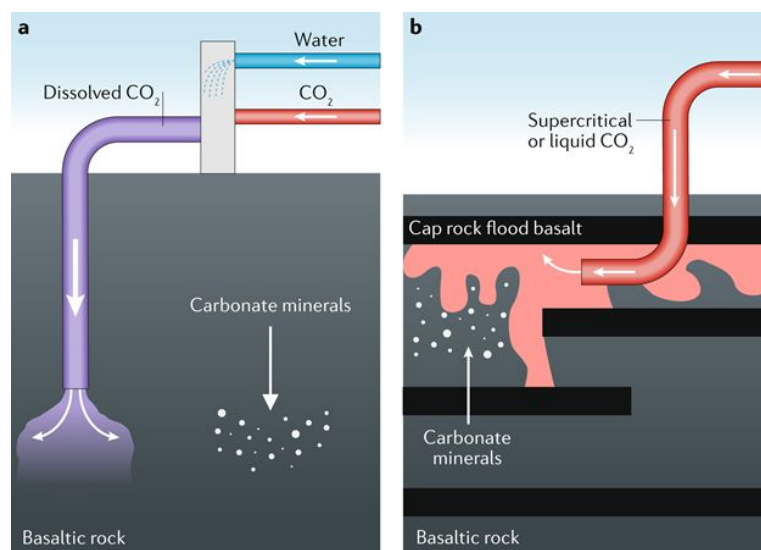 a
Water
Dissolved CO₂
CO₂
Carbonate minerals
Basaltic rock
b
Supercritical
or liquid CO₂
Cap rock flood basalt
Carbonate
minerals
Basaltic rock